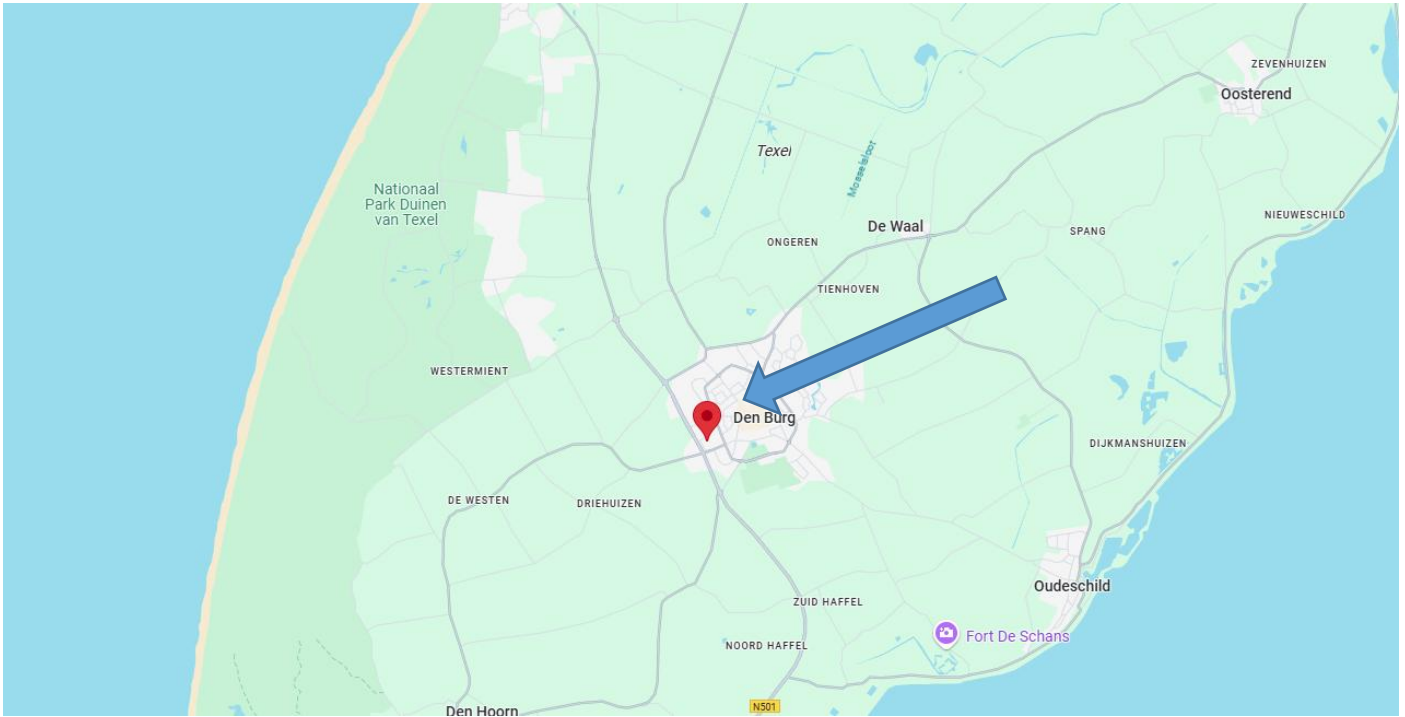 ZEVENHUIZEN
Oosterend
Texel
Mosselsloot
Nationaal
Park Duinen
van Texel
NIEUWESCHILD
De Waal
SPANG
ONGEREN
TIENHOVEN
WESTERMIENT
Den Burg
DIJKMANSHUIZEN
DE WESTEN
DRIEHUIZEN
Oudeschild
ZUID HAFFEL
Fort De Schans
NOORD HAFFEL
N501
Den Hoorn